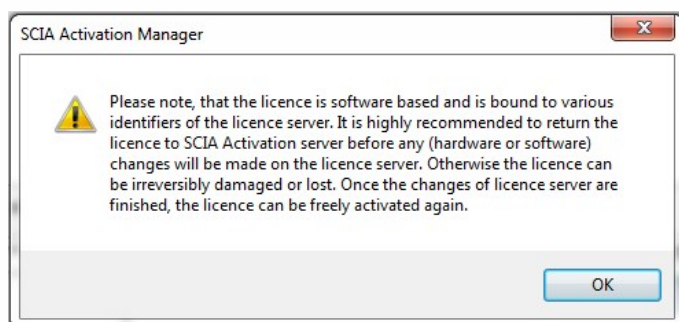 SCIA Activation Manager
Please note, that the licence is software based and is bound to various
identifiers of the licence server. It is highly recommended to return the
licence to SCIA Activation server before any (hardware or software)
changes will be made on the licence server. Otherwise the licence can
be irreversibly damaged or lost. Once the changes of licence server are
finished, the licence can be freely activated again.
OK